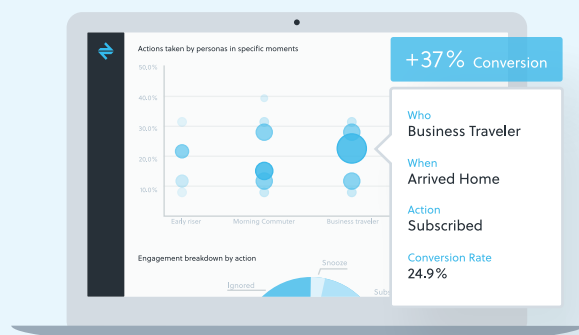 Actions taken by personas in specific moments
50,0%
40,0%
30,0%
20,0%
10,0%
Early riser
Morning Commuter
Business traveler
+37% Conversion
Who
Business Traveler
When
Arrived Home
Action
Subscribed
Conversion Rate
24.9%
Engagement breakdown by action
Snooze
Ignored
Subs